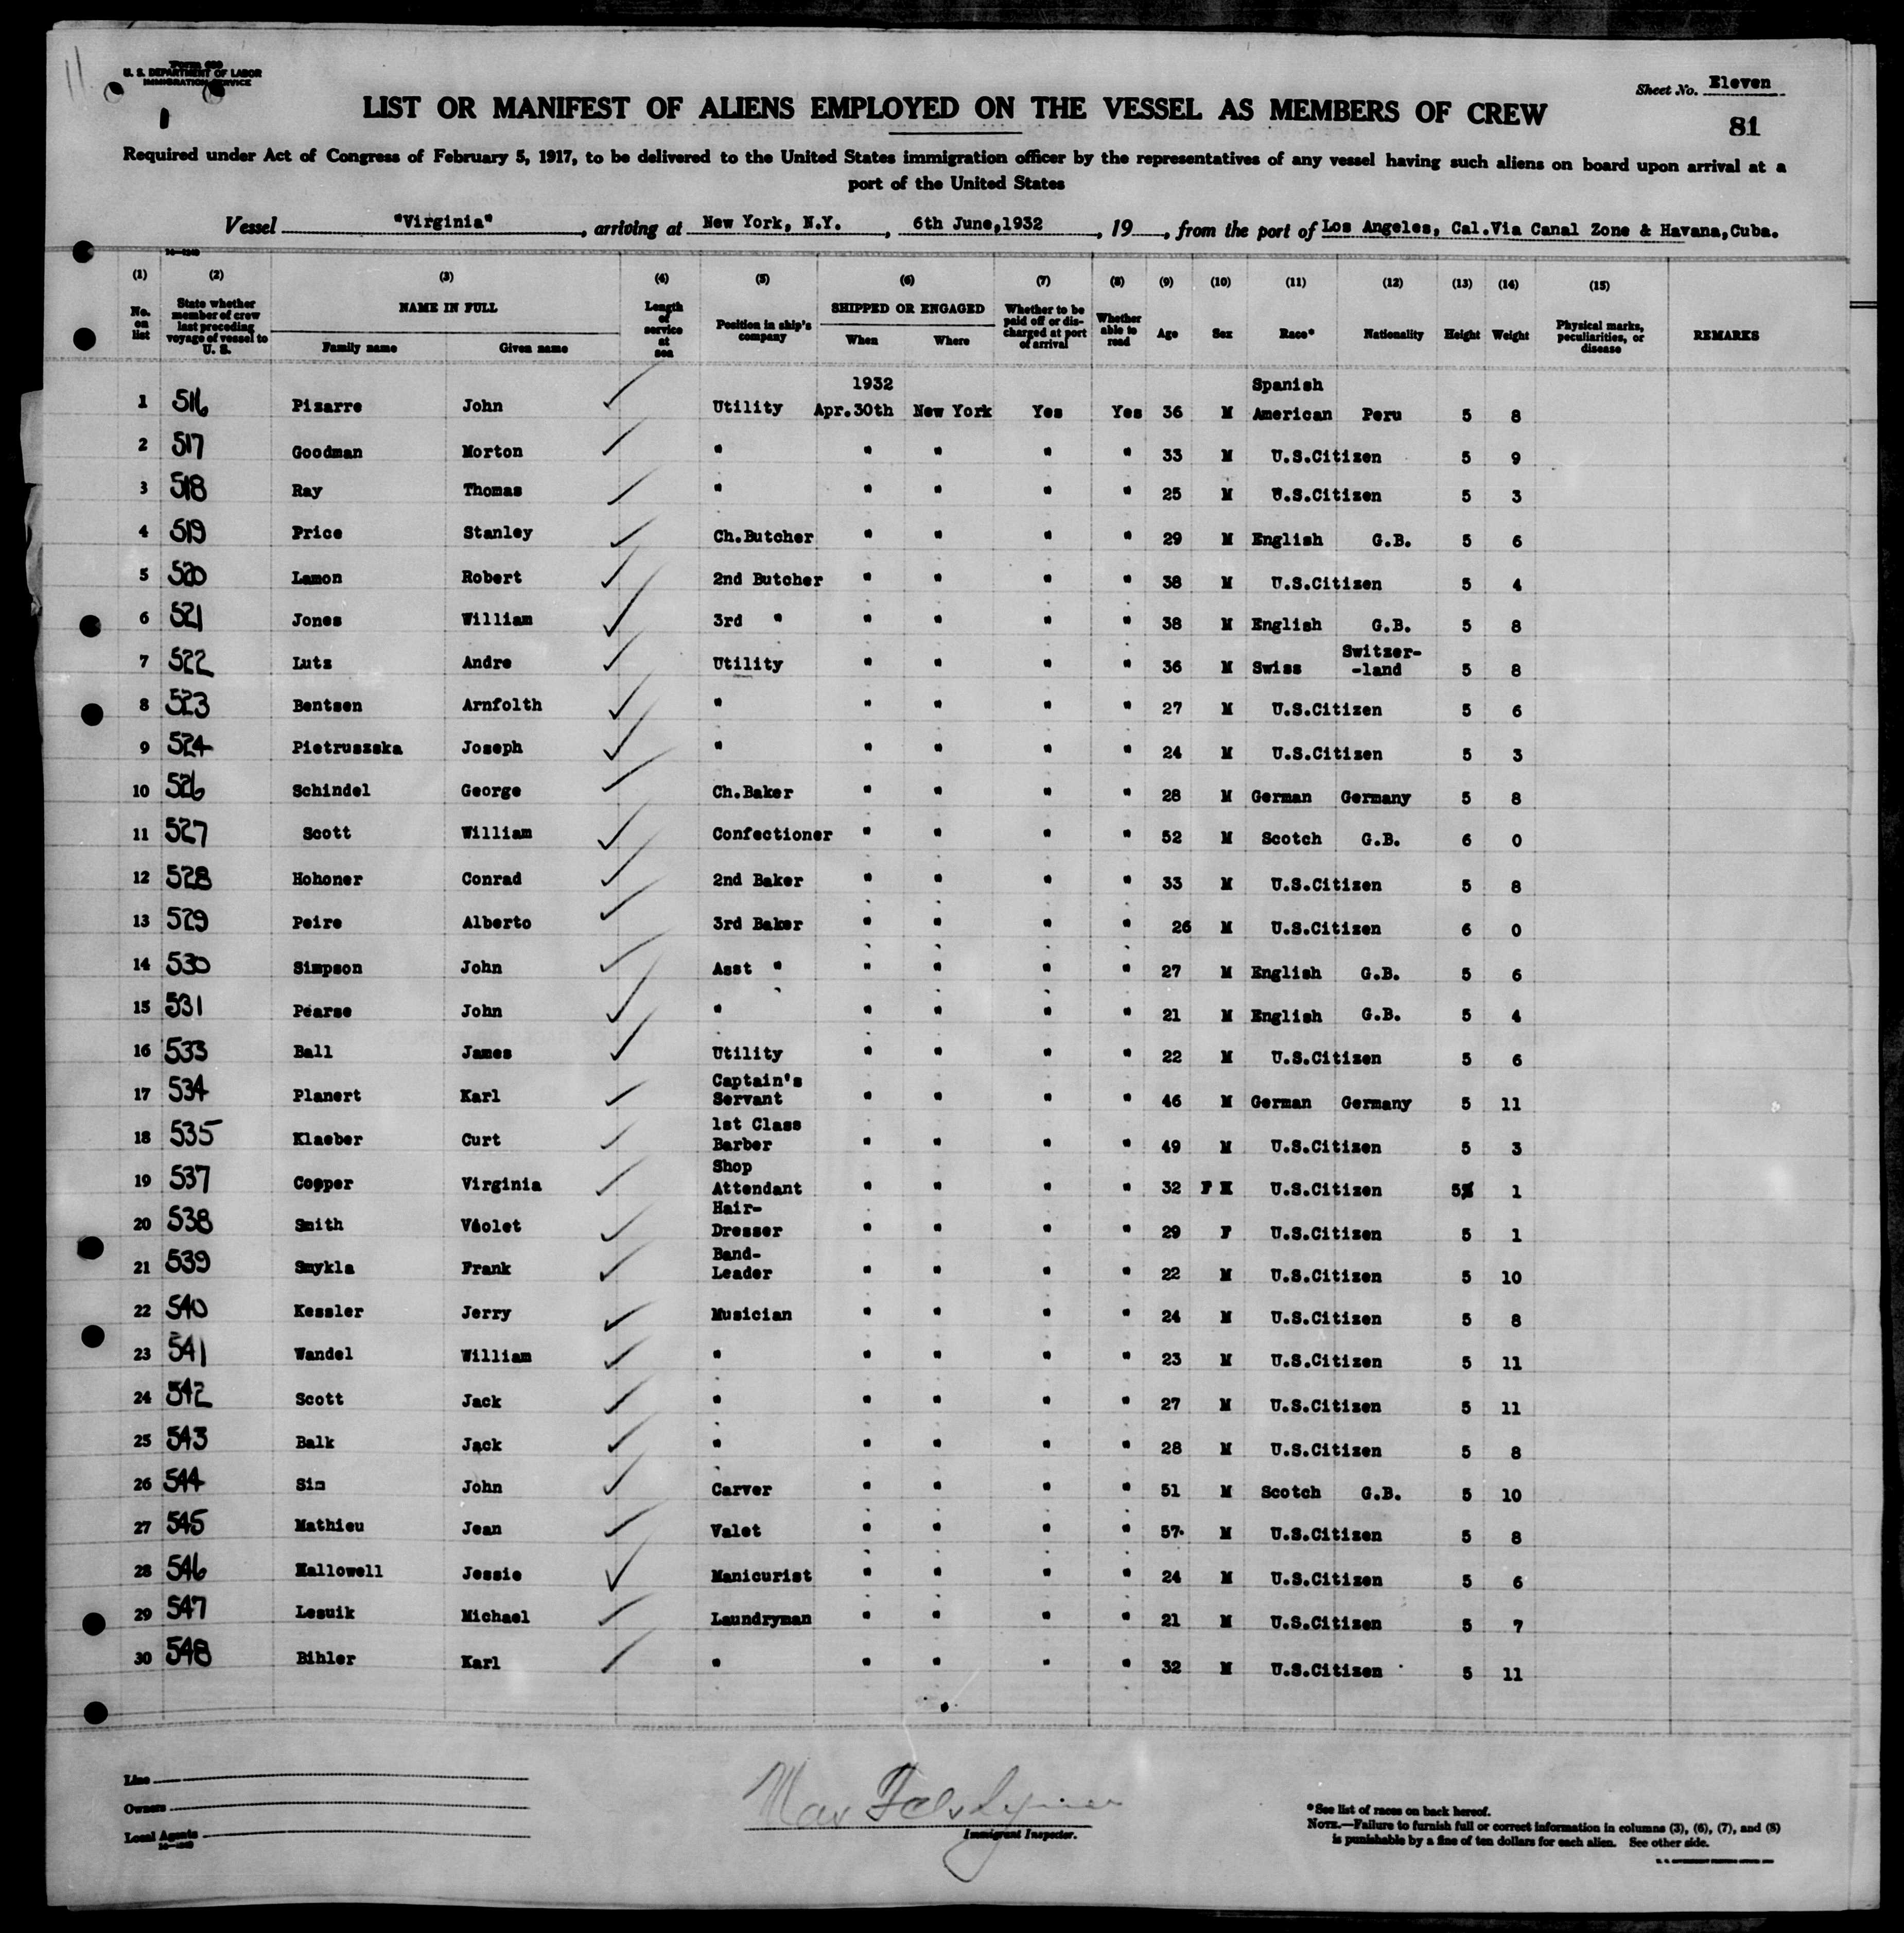 11
Form 689
U. S. DEPARTMENT OF LABOR
IMMIGRATION SERVICE
Sheet No. Eleven
81
LIST OR MANIFEST OF ALIENS EMPLOYED ON THE VESSEL AS MEMBERS OF CREW
Required under Act of Congress of February 5, 1917, to be delivered to the United States immigration officer by the representatives of any vessel having such aliens on board upon arrival at a
port of the United States
Vessel "Virginia", arriving at New York, N.Y., 6th June,1932, 19, from the port of Los Angeles, Cal.Via Canal Zone & Havana,Cuba.
(1) (2) (3) (4) (5) (6) (7) (8) (9) (10) (11) (12) (13) (14) (15)
No. on list State whether member of crew last preceding voyage of vessel to U. S. NAME IN FULL Family name Given name Length of service at sea Position in ship's company SHIPPED OR ENGAGED When Where Whether to be paid off or discharged at port of arrival Whether able to read Age Sex Race* Nationality Height Weight Physical marks, peculiarities, or disease REMARKS
1932 Spanish
1 516 Pizarre John Utility Apr.30th New York Yes Yes 36 M American Peru 5 8
2 517 Goodman Morton " " " " " 33 M U.S.Citizen 5 9
3 518 Ray Thomas " " " " " 25 M U.S.Citizen 5 3
4 519 Price Stanley Ch.Butcher " " " " 29 M English G.B. 5 6
5 520 Lamon Robert 2nd Butcher " " " " 38 M U.S.Citizen 5 4
6 521 Jones William 3rd " " " " " 38 M English G.B. 5 8
7 522 Lutz Andre Utility " " " " 36 M Swiss Switzer- -land 5 8
8 523 Bentsen Arnfolth " " " " " 27 M U.S.Citizen 5 6
9 524 Pietruszska Joseph " " " " " 24 M U.S.Citizen 5 3
10 526 Schindel George Ch.Baker " " " " 28 M German Germany 5 8
11 527 Scott William Confectioner " " " " 52 M Scotch G.B. 6 0
12 528 Hohoner Conrad 2nd Baker " " " " 33 M U.S.Citizen 5 8
13 529 Peire Alberto 3rd Baker " " " " 26 M U.S.Citizen 6 0
14 530 Simpson John Asst " " " " " 27 M English G.B. 5 6
15 531 Pearse John " " " " " 21 M English G.B. 5 4
16 533 Ball James Utility " " " " 22 M U.S.Citizen 5 6
17 534 Planert Karl Captain's Servant " " " " 46 M German Germany 5 11
18 535 Klaeber Curt 1st Class Barber " " " " 49 M U.S.Citizen 5 3
19 537 Cooper Virginia Shop Attendant " " " " 32 F U.S.Citizen 5 1
20 538 Smith Violet Hair- Dresser " " " " 29 F U.S.Citizen 5 1
21 539 Smykla Frank Band- Leader " " " " 22 M U.S.Citizen 5 10
22 540 Kessler Jerry Musician " " " " 24 M U.S.Citizen 5 8
23 541 Wandel William " " " " " 23 M U.S.Citizen 5 11
24 542 Scott Jack " " " " " 27 M U.S.Citizen 5 11
25 543 Balk Jack " " " " " 28 M U.S.Citizen 5 8
26 544 Sim John Carver " " " " 51 M Scotch G.B. 5 10
27 545 Mathieu Jean Valet " " " " 57 M U.S.Citizen 5 8
28 546 Hallowell Jessie Manicurist " " " " 24 M U.S.Citizen 5 6
29 547 Lesuik Michael Laundryman " " " " 21 M U.S.Citizen 5 7
30 548 Bihler Karl " " " " " 32 M U.S.Citizen 5 11
Line
Owners
Local Agents
Immigrant Inspector.
*See list of races on back hereof.
NOTE.—Failure to furnish full or correct information in columns (3), (6), (7), and (8)
is punishable by a fine of ten dollars for each alien. See other side.